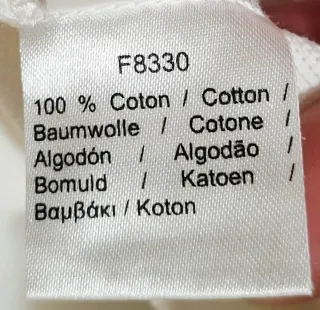 F8330
100 % Coton / Cotton /
Baumwolle / Cotone /
Algodón / Algodão /
Bomuld / Katoen /
Βαμβάκι / Koton